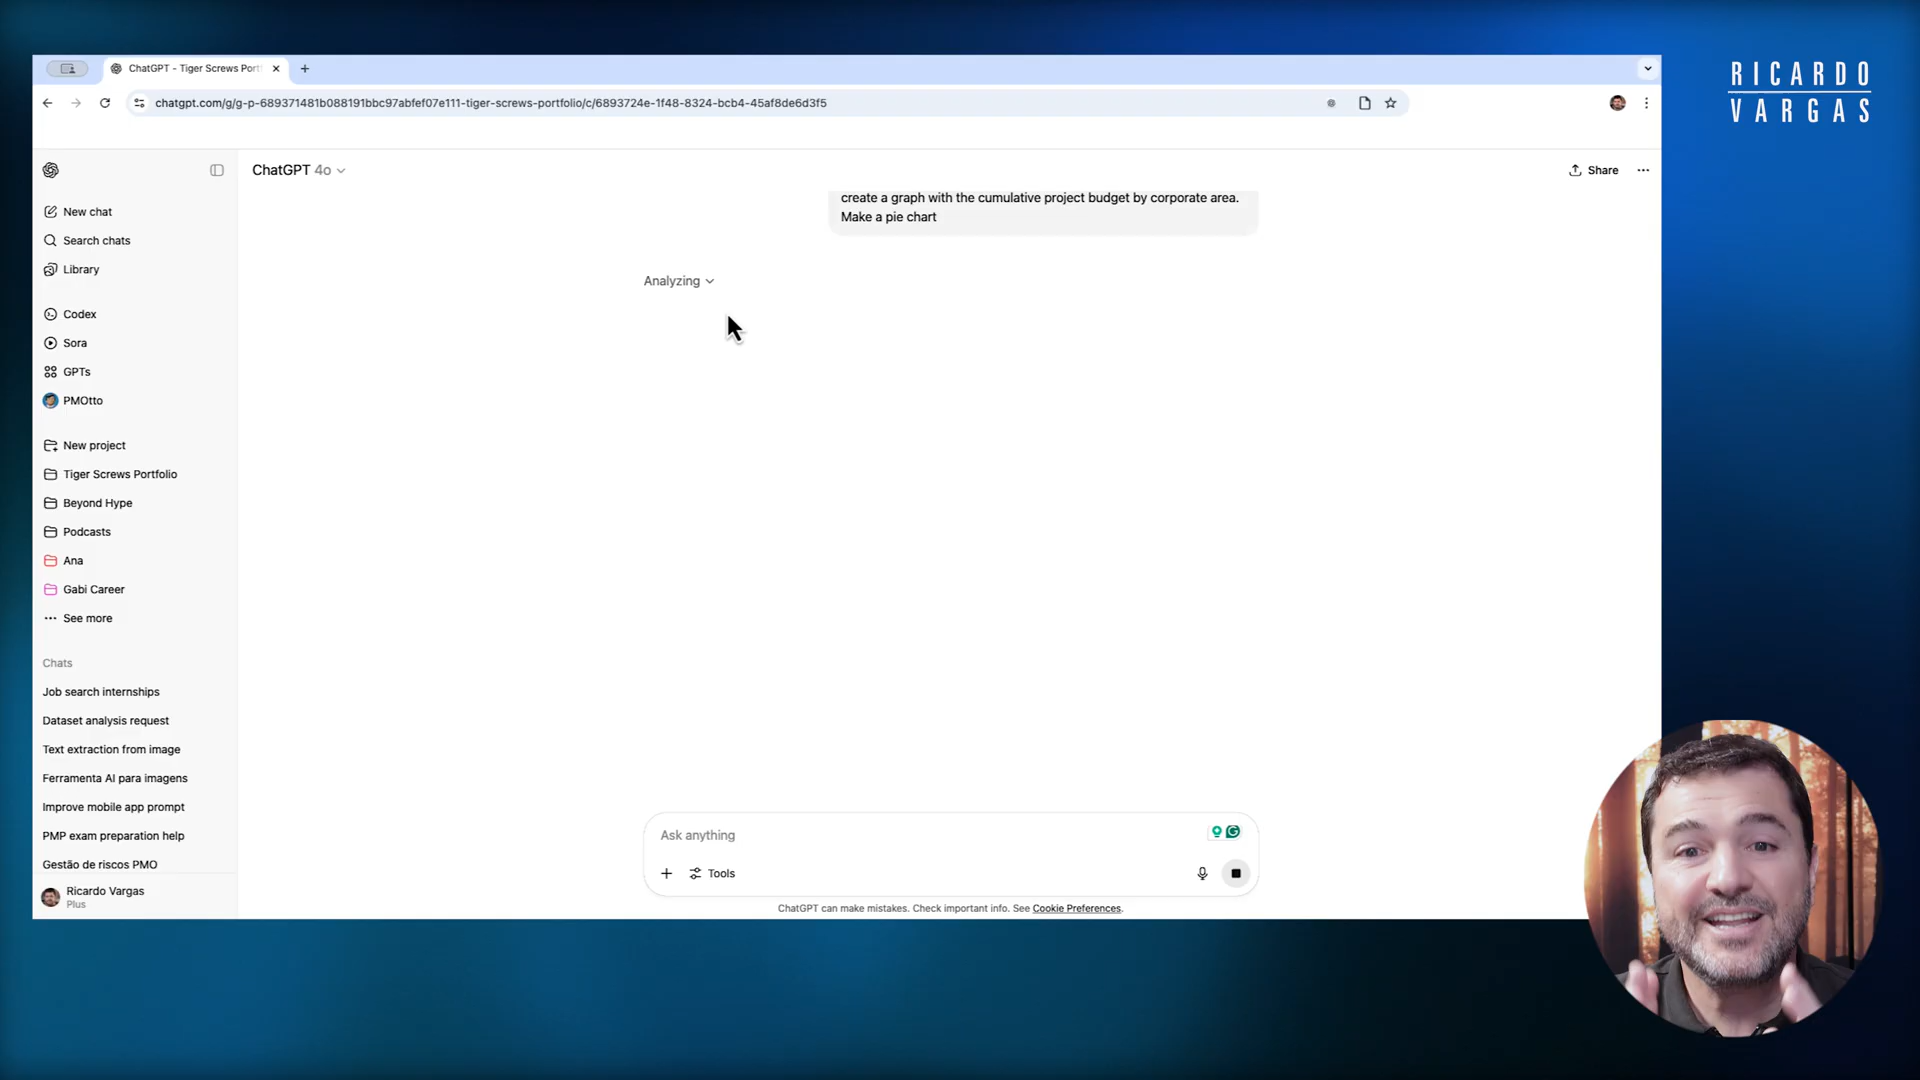 RICARDO
VARGAS
ChatGPT - Tiger Screws Port
chatgpt.com/g/g-p-689371481b088191bbc97abfef07e111-tiger-screws-portfolio/c/6893724e-1f48-8324-bcb4-45af8de6d3f5
ChatGPT 4o
Share
New chat
Search chats
Library
Codex
Sora
GPTs
PMOtto
New project
Tiger Screws Portfolio
Beyond Hype
Podcasts
Ana
Gabi Career
See more
Chats
Job search internships
Dataset analysis request
Text extraction from image
Ferramenta AI para imagens
Improve mobile app prompt
PMP exam preparation help
Gestão de riscos PMO
Ricardo Vargas
Plus
create a graph with the cumulative project budget by corporate area.
Make a pie chart
Analyzing
Ask anything
Tools
ChatGPT can make mistakes. Check important info. See Cookie Preferences.